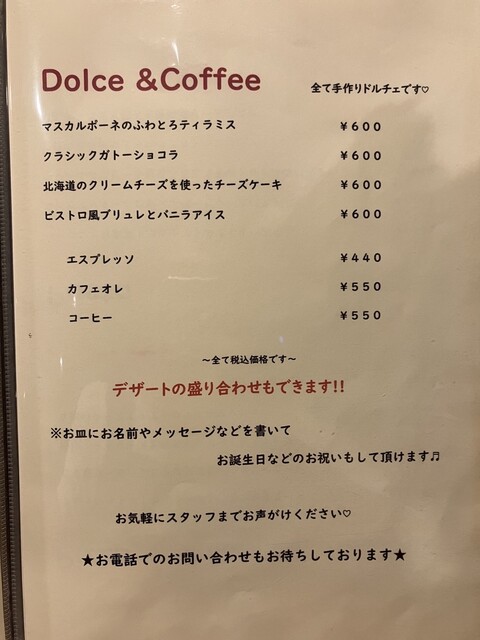 Dolce &Coffee
全て手作りドルチェです♡
マスカルポーネのふわとろティラミス ￥６００
クラシックガトーショコラ ￥６００
北海道のクリームチーズを使ったチーズケーキ ￥６００
ビストロ風ブリュレとバニラアイス ￥６００
エスプレッソ ￥４４０
カフェオレ ￥５５０
コーヒー ￥５５０
～全て税込価格です～
デザートの盛り合わせもできます!!
※お皿にお名前やメッセージなどを書いて
お誕生日などのお祝いもして頂けます♬
お気軽にスタッフまでお声がけください♡
★お電話でのお問い合わせもお待ちしております★